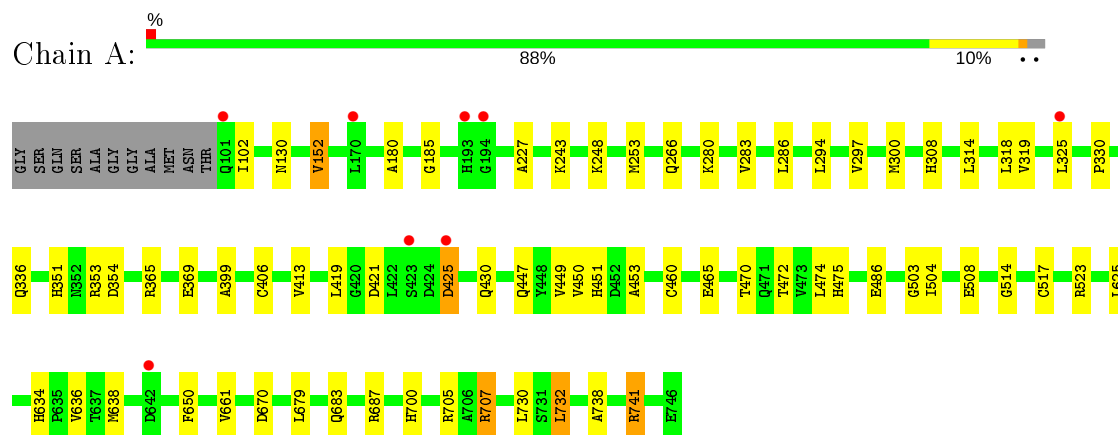 %
Chain A:
88% 10% • •
GLY SER GLN SER ALA GLY GLY ALA MET ASN THR Q101 I102 N130 V152 L170 A180 G185 H193 G194 A227 K243 K248 M253 Q266 K280 V283 L286 L294 V297 M300 H308 L314 L318 V319 L325 P330
Q336 H351 N352 R353 D354 R365 E369 A399 C406 V413 L419 G420 D421 L422 S423 D424 D425 Q430 Q447 Y448 V449 V450 H451 D452 A453 C460 E465 T470 Q471 T472 V473 L474 H475 E486 G503 I504 E508 G514 C517 R523 L625
H634 P635 V636 T637 M638 D642 F650 V661 D670 L679 Q683 R687 H700 R705 A706 R707 L730 S731 L732 A738 R741 E746